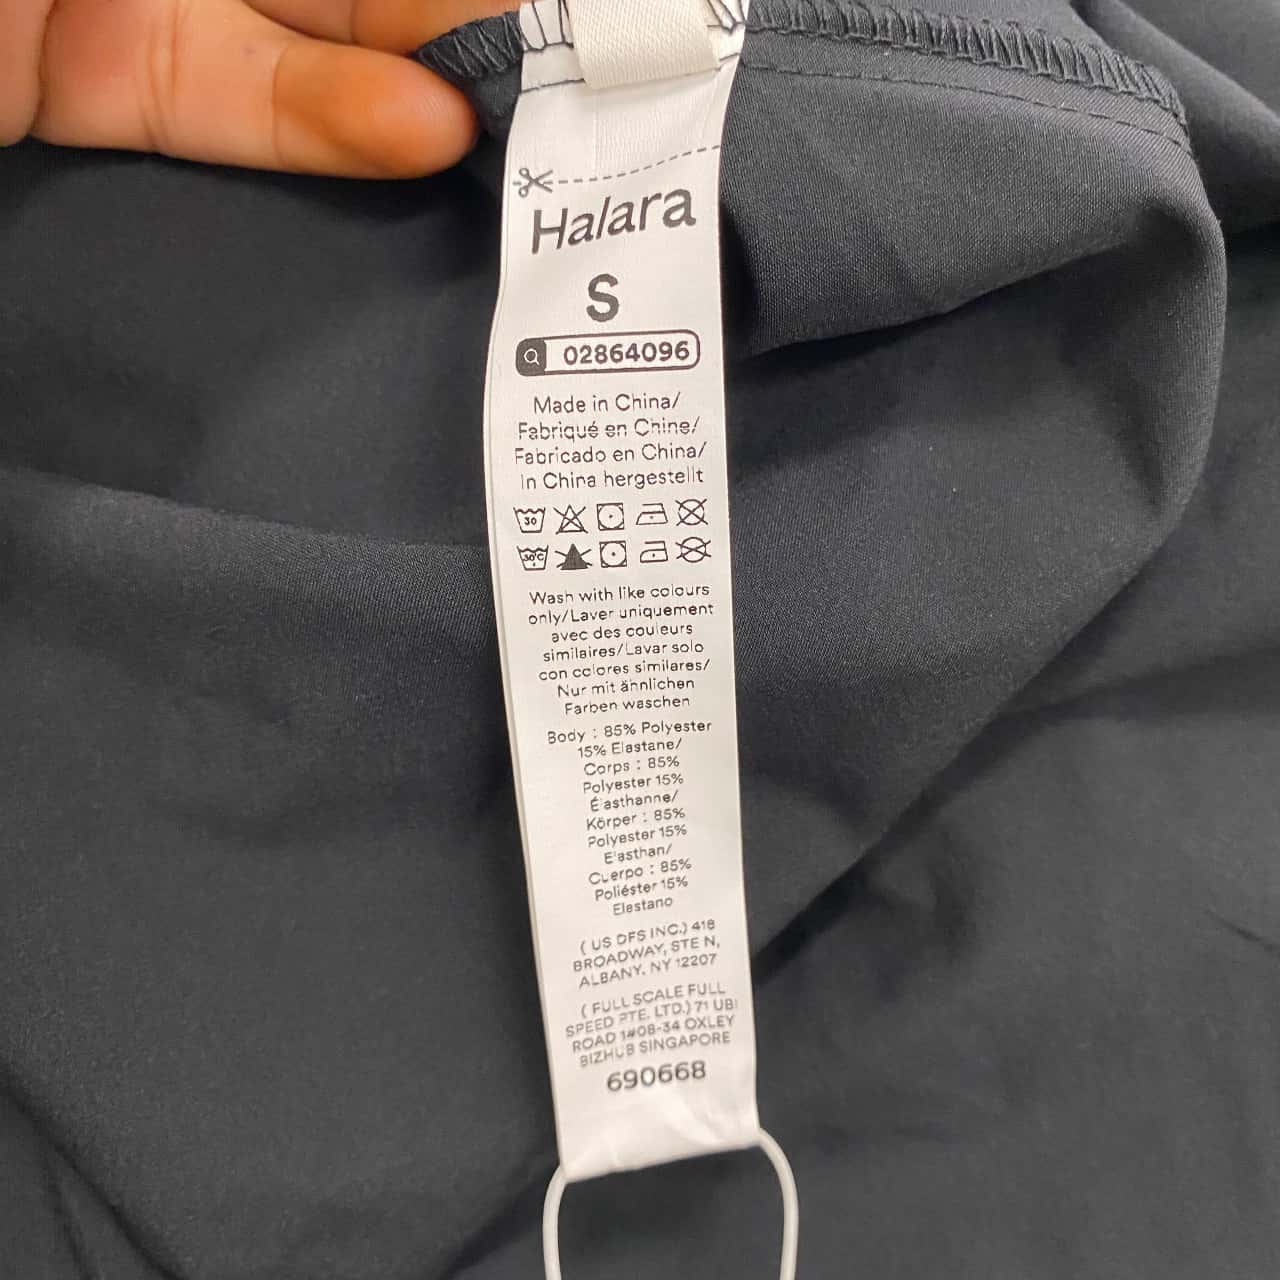 Halara
S
02864096
Made in China/
Fabriqué en Chine/
Fabricado en China/
In China hergestellt
30
30°C
Wash with like colours
only/Laver uniquement
avec des couleurs
similaires/Lavar solo
con colores similares/
Nur mit ähnlichen
Farben waschen
Body : 85% Polyester
15% Elastane/
Corps : 85%
Polyester 15%
Élasthanne/
Körper : 85%
Polyester 15%
Elasthan/
Cuerpo : 85%
Poliéster 15%
Elastano
( US DFS INC.) 418
BROADWAY, STE N,
ALBANY, NY 12207
( FULL SCALE FULL
SPEED PTE. LTD.) 71 UBI
ROAD 1#08-34 OXLEY
BIZHUB SINGAPORE
690668